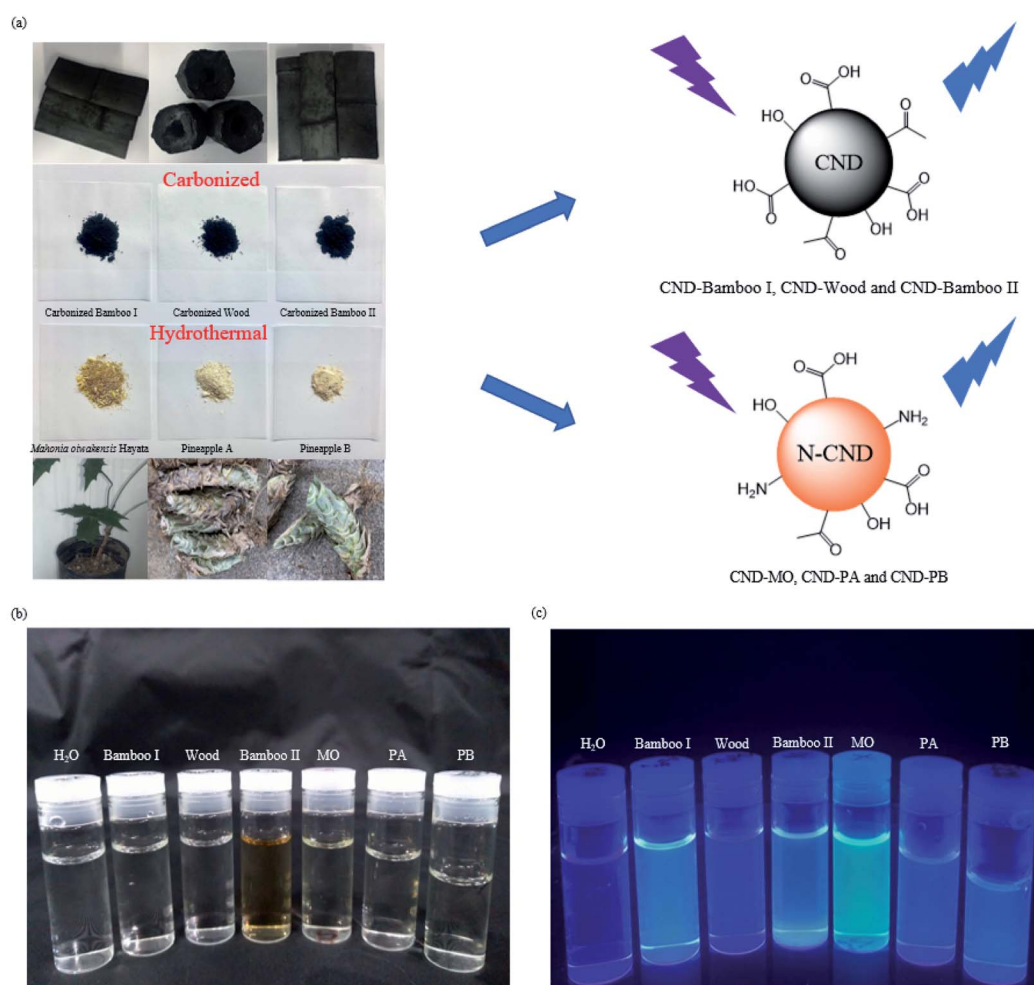 (a)
Carbonized
Carbonized Bamboo I
Carbonized Wood
Carbonized Bamboo II
Hydrothermal
Mahonia oiwakensis Hayata
Pineapple A
Pineapple B
O
OH
HO
O
CND
HO
O
O
OH
OH
O
CND-Bamboo I, CND-Wood and CND-Bamboo II
O
OH
HO
NH₂
N-CND
H₂N
O
OH
OH
O
CND-MO, CND-PA and CND-PB
(b)
H₂O
Bamboo I
Wood
Bamboo II
MO
PA
PB
(c)
H₂O
Bamboo I
Wood
Bamboo II
MO
PA
PB